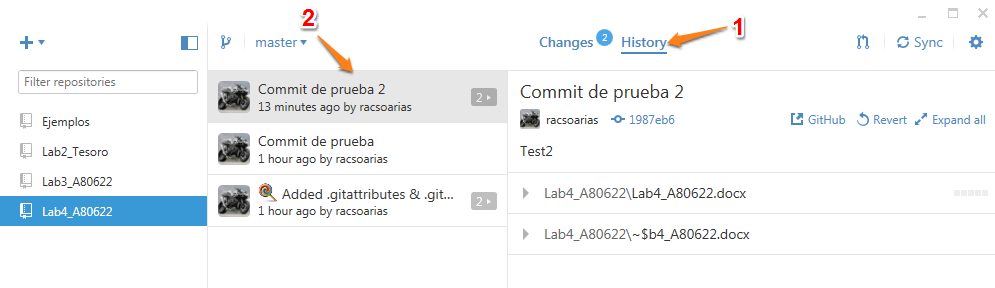 2
1
master
Changes 2
History
Sync
Filter repositories
Ejemplos
Lab2_Tesoro
Lab3_A80622
Lab4_A80622
Commit de prueba 2
13 minutes ago by racsoarias
2
Commit de prueba
1 hour ago by racsoarias
Added .gitattributes & .git...
1 hour ago by racsoarias
2
Commit de prueba 2
racsoarias
1987eb6
GitHub
Revert
Expand all
Test2
Lab4_A80622\Lab4_A80622.docx
Lab4_A80622\~$b4_A80622.docx